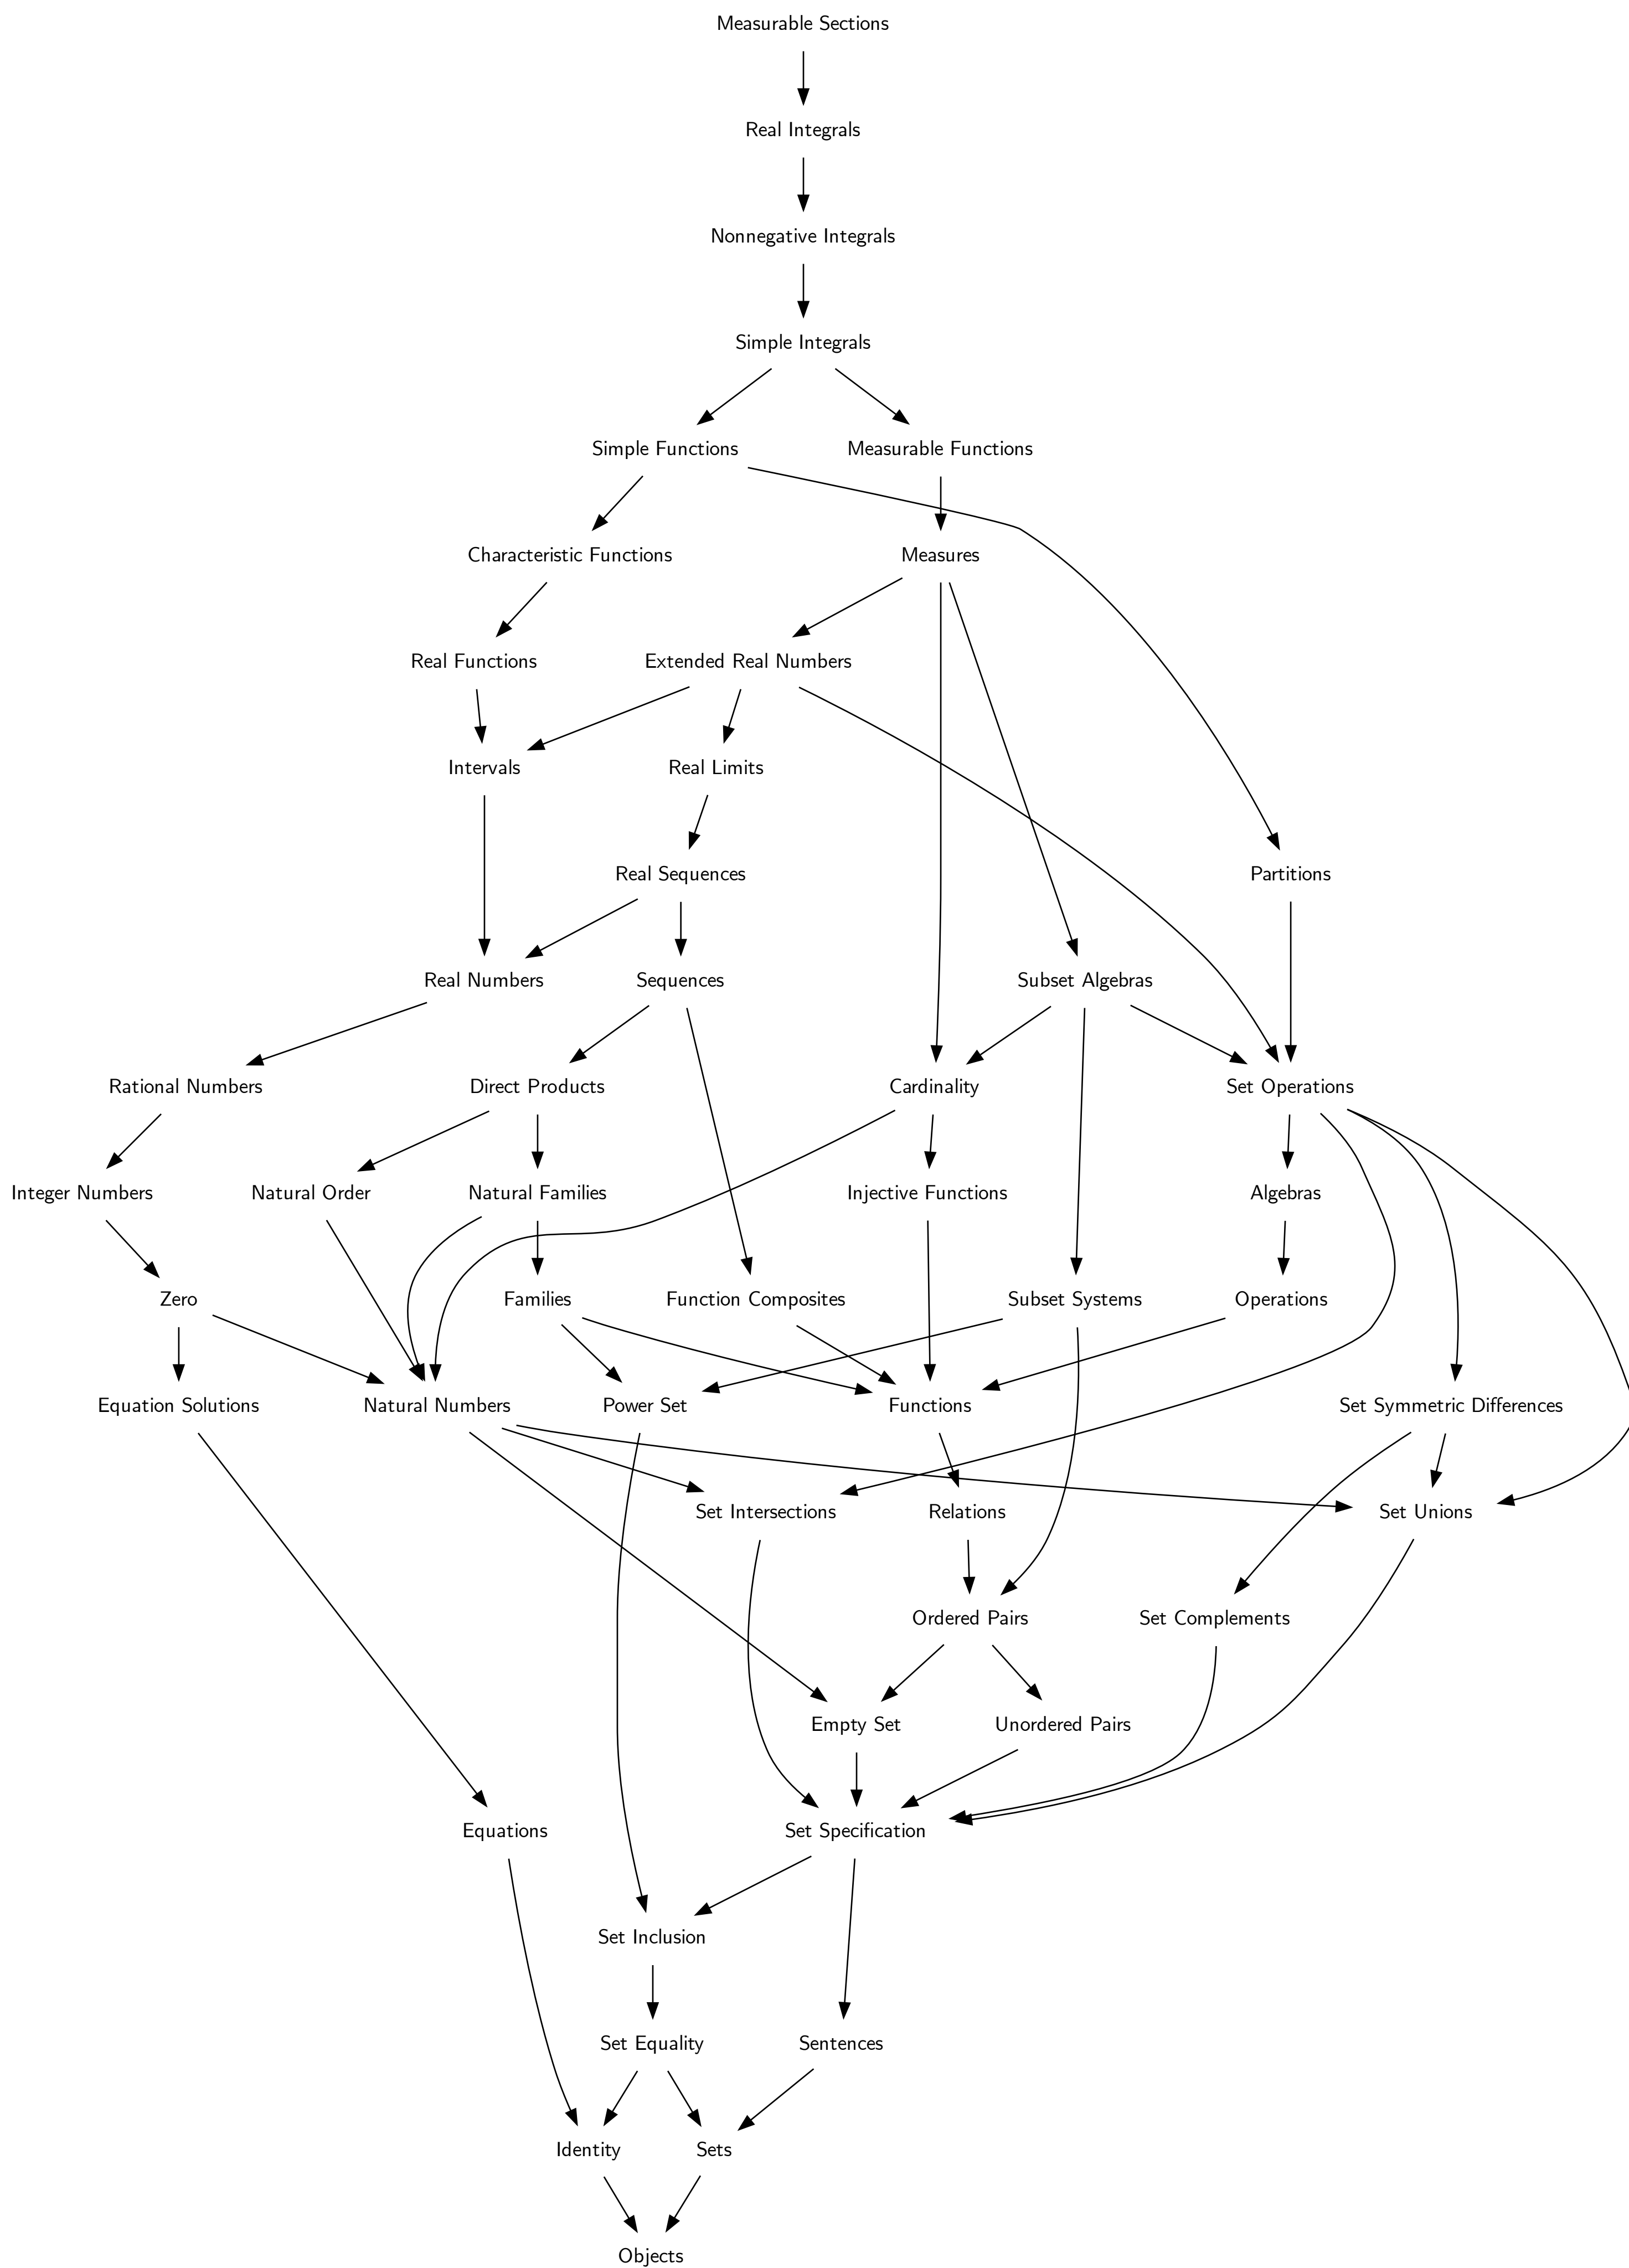 Measurable Sections
Real Integrals
Nonnegative Integrals
Simple Integrals
Simple Functions
Measurable Functions
Characteristic Functions
Measures
Real Functions
Extended Real Numbers
Intervals
Real Limits
Real Sequences
Partitions
Real Numbers
Sequences
Subset Algebras
Rational Numbers
Direct Products
Cardinality
Set Operations
Integer Numbers
Natural Order
Natural Families
Injective Functions
Algebras
Zero
Families
Function Composites
Subset Systems
Operations
Equation Solutions
Natural Numbers
Power Set
Functions
Set Symmetric Differences
Set Intersections
Relations
Set Unions
Ordered Pairs
Set Complements
Empty Set
Unordered Pairs
Equations
Set Specification
Set Inclusion
Set Equality
Sentences
Identity
Sets
Objects